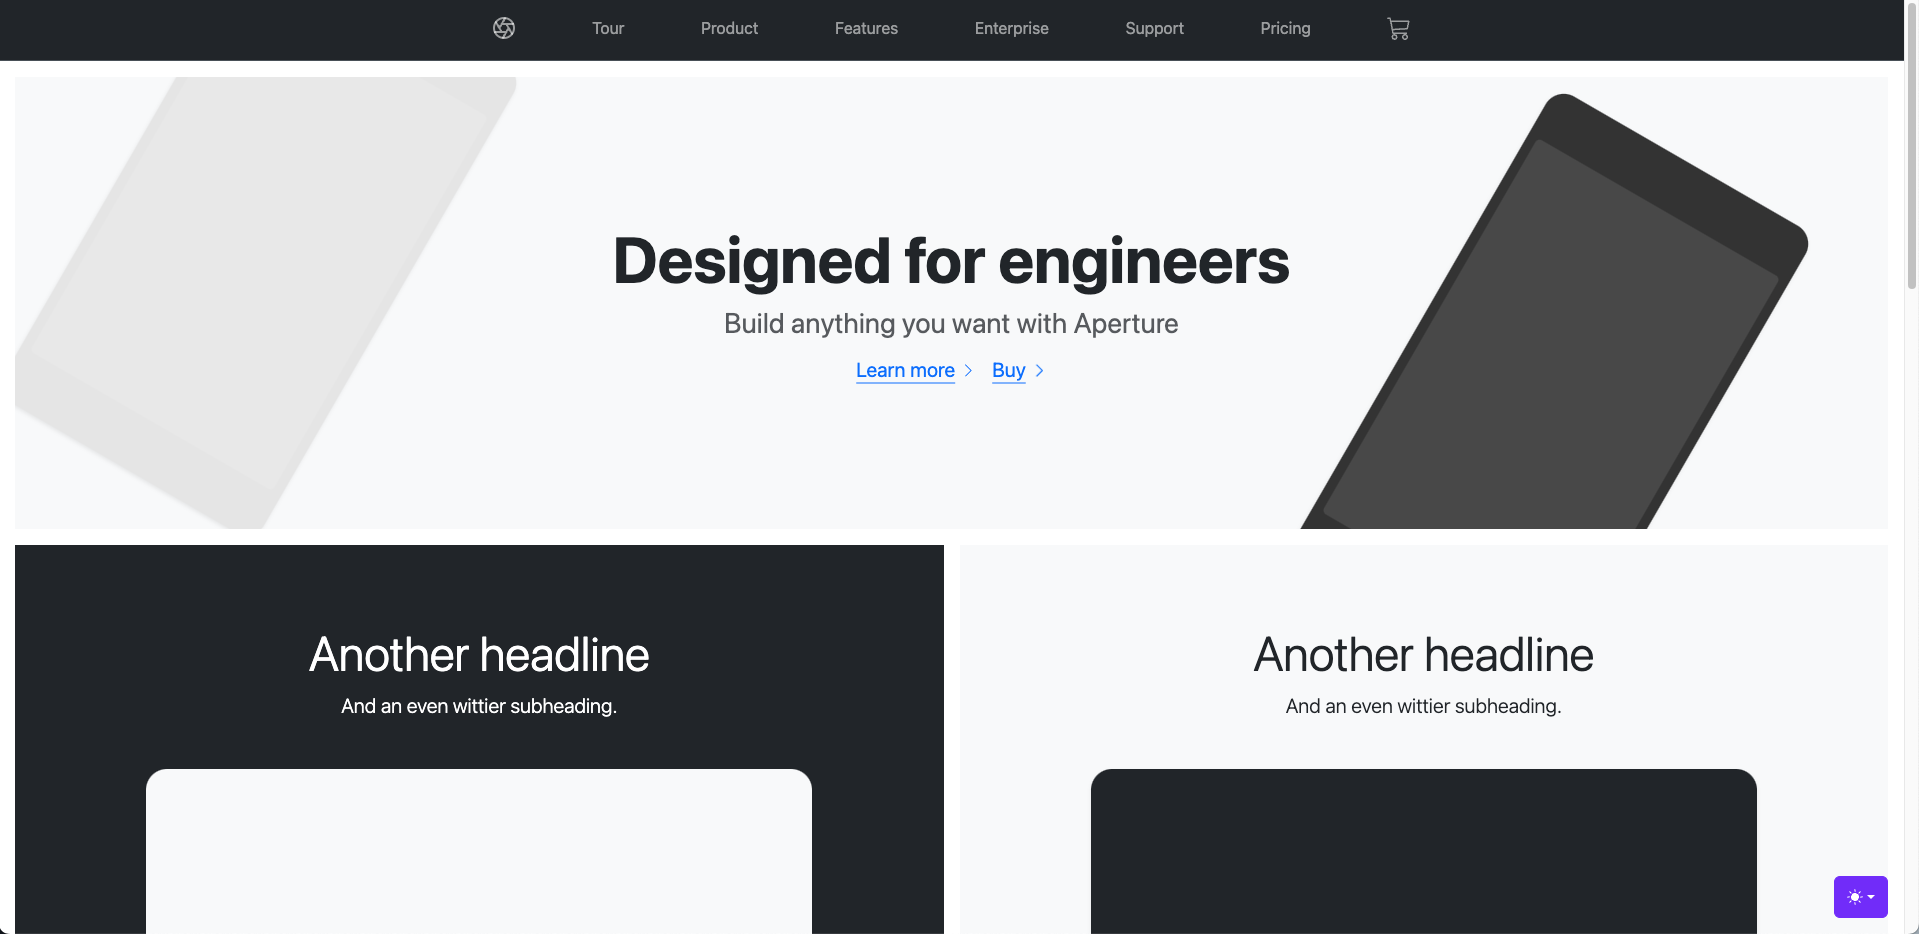 Tour Product Features Enterprise Support Pricing
Designed for engineers
Build anything you want with Aperture
Learn more Buy
Another headline
And an even wittier subheading.
Another headline
And an even wittier subheading.